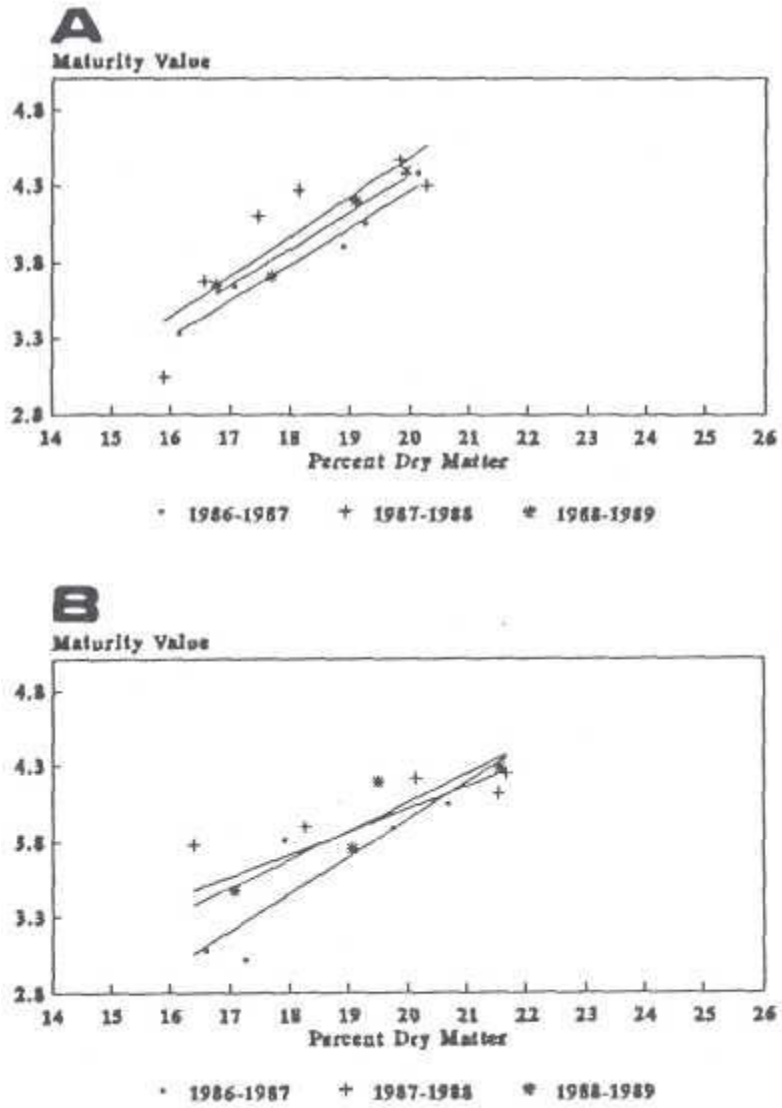 A
Maturity Value
4.8
4.3
3.8
3.3
2.8
14 15 16 17 18 19 20 21 22 23 24 25 26
Percent Dry Matter
• 1986-1987 + 1987-1988 * 1988-1989
B
Maturity Value
4.8
4.3
3.8
3.3
2.8
14 15 16 17 18 19 20 21 22 23 24 25 26
Percent Dry Matter
• 1986-1987 + 1987-1988 * 1988-1989